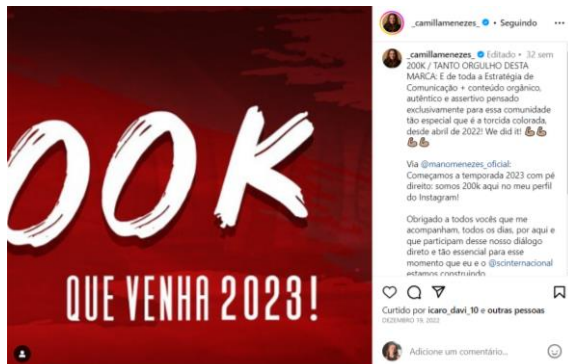 00K
QUE VENHA 2023!
_camillamenezes_ • Seguindo
_camillamenezes_ Editado • 32 sem
200K / TANTO ORGULHO DESTA
MARCA: E de toda a Estratégia de
Comunicação + conteúdo orgânico,
autêntico e assertivo pensado
exclusivamente para essa comunidade
tão especial que é a torcida colorada,
desde abril de 2022! We did it! 💪🏽💪🏽
💪🏽💪🏽
Via @manomenezes_oficial:
Começamos a temporada 2023 com pé
direito: somos 200k aqui no meu perfil
do Instagram!
Obrigado a todos vocês que me
acompanham, todos os dias, por aqui e
que participam desse nosso diálogo
direto e tão essencial para esse
momento que eu e o @scinternacional
estamos construindo
Curtido por icaro_davi_10 e outras pessoas
DEZEMBRO 19, 2022
Adicione um comentário...